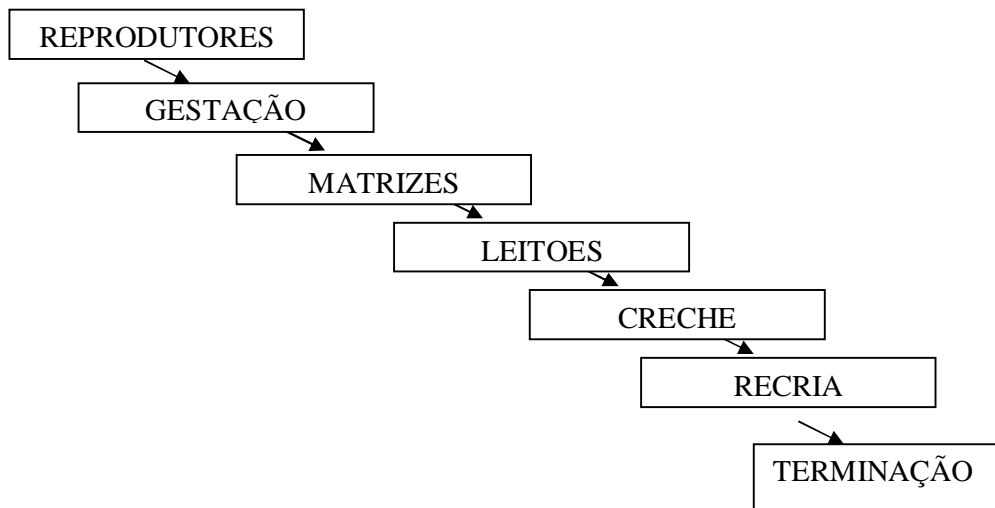 REPRODUTORES
GESTAÇÃO
MATRIZES
LEITOES
CRECHE
RECRIA
TERMINAÇÃO